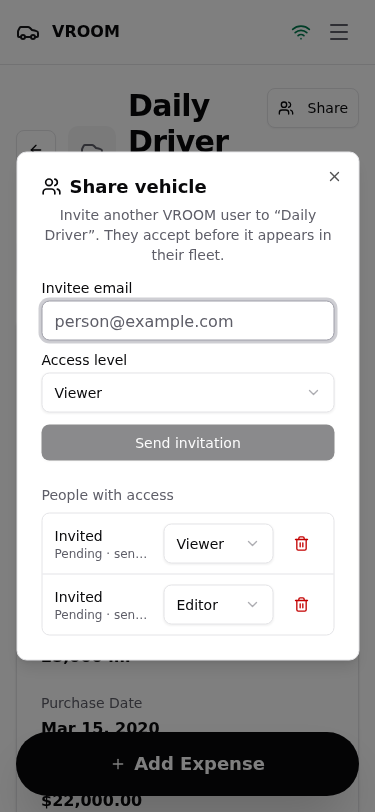 VROOM
Daily
Driver
Share
Share vehicle
Invite another VROOM user to “Daily
Driver”. They accept before it appears in
their fleet.
Invitee email
person@example.com
Access level
Viewer
Send invitation
People with access
Invited
Pending · sen...
Viewer
Invited
Pending · sen...
Editor
Purchase Date
Mar 15, 2020
+ Add Expense
$22,000.00